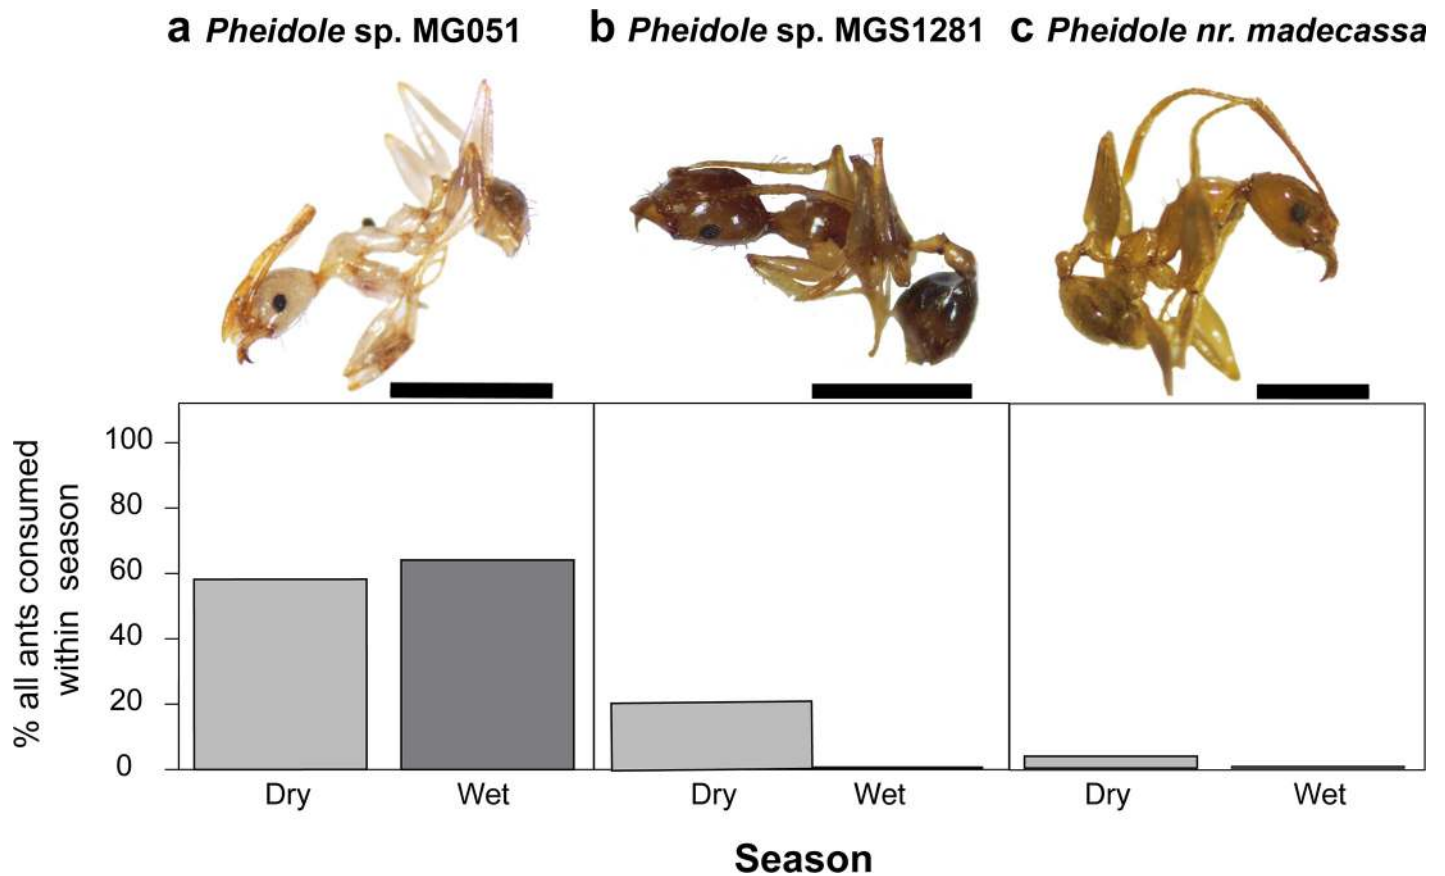 a Pheidole sp. MG051
b Pheidole sp. MGS1281
c Pheidole nr. madecassa
% all ants consumed
within season
100
80
60
40
20
0
Dry
Wet
Dry
Wet
Dry
Wet
Season